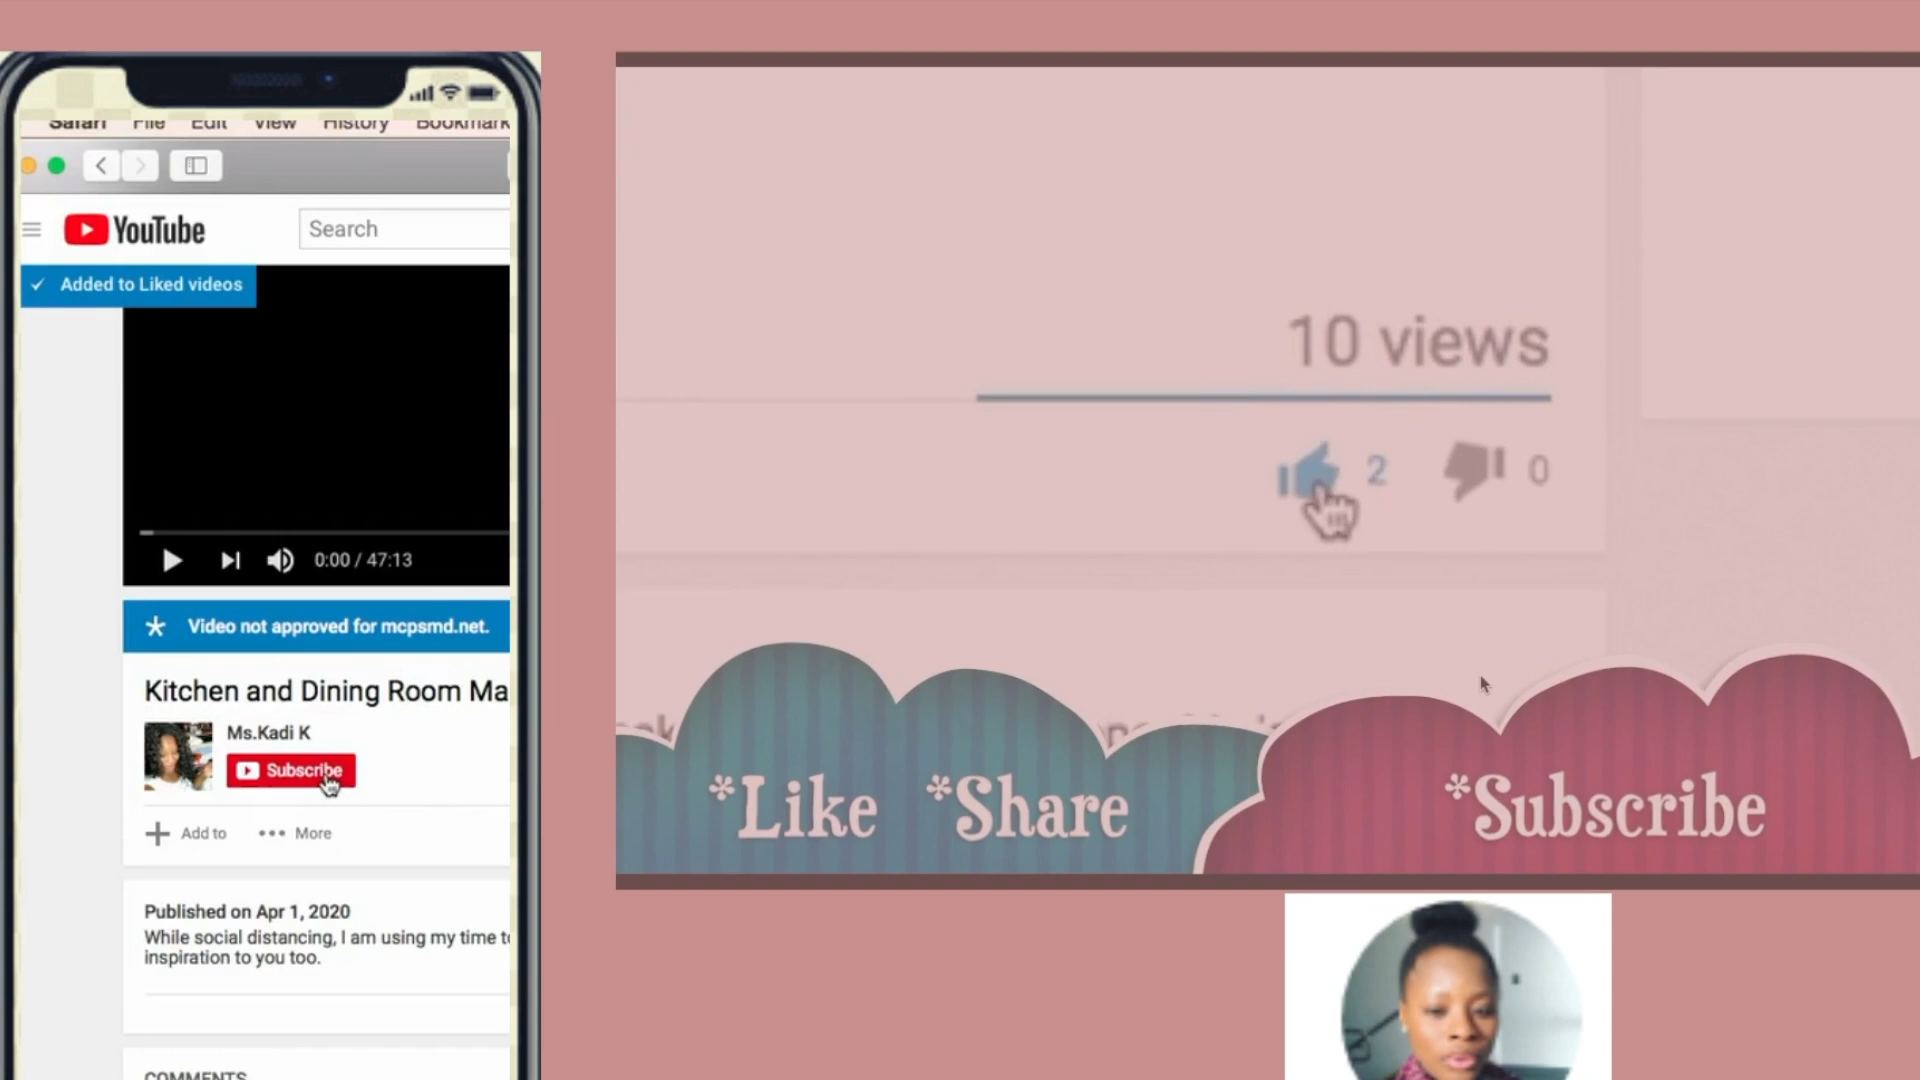 Safari File Edit View History Bookmark
YouTube
Search
Added to Liked videos
0:00 / 47:13
Video not approved for mcpsmd.net.
Kitchen and Dining Room Ma
Ms.Kadi K
Subscribe
Add to
More
Published on Apr 1, 2020
While social distancing, I am using my time t
inspiration to you too.
COMMENTS
10 views
2
0
*Like *Share
*Subscribe